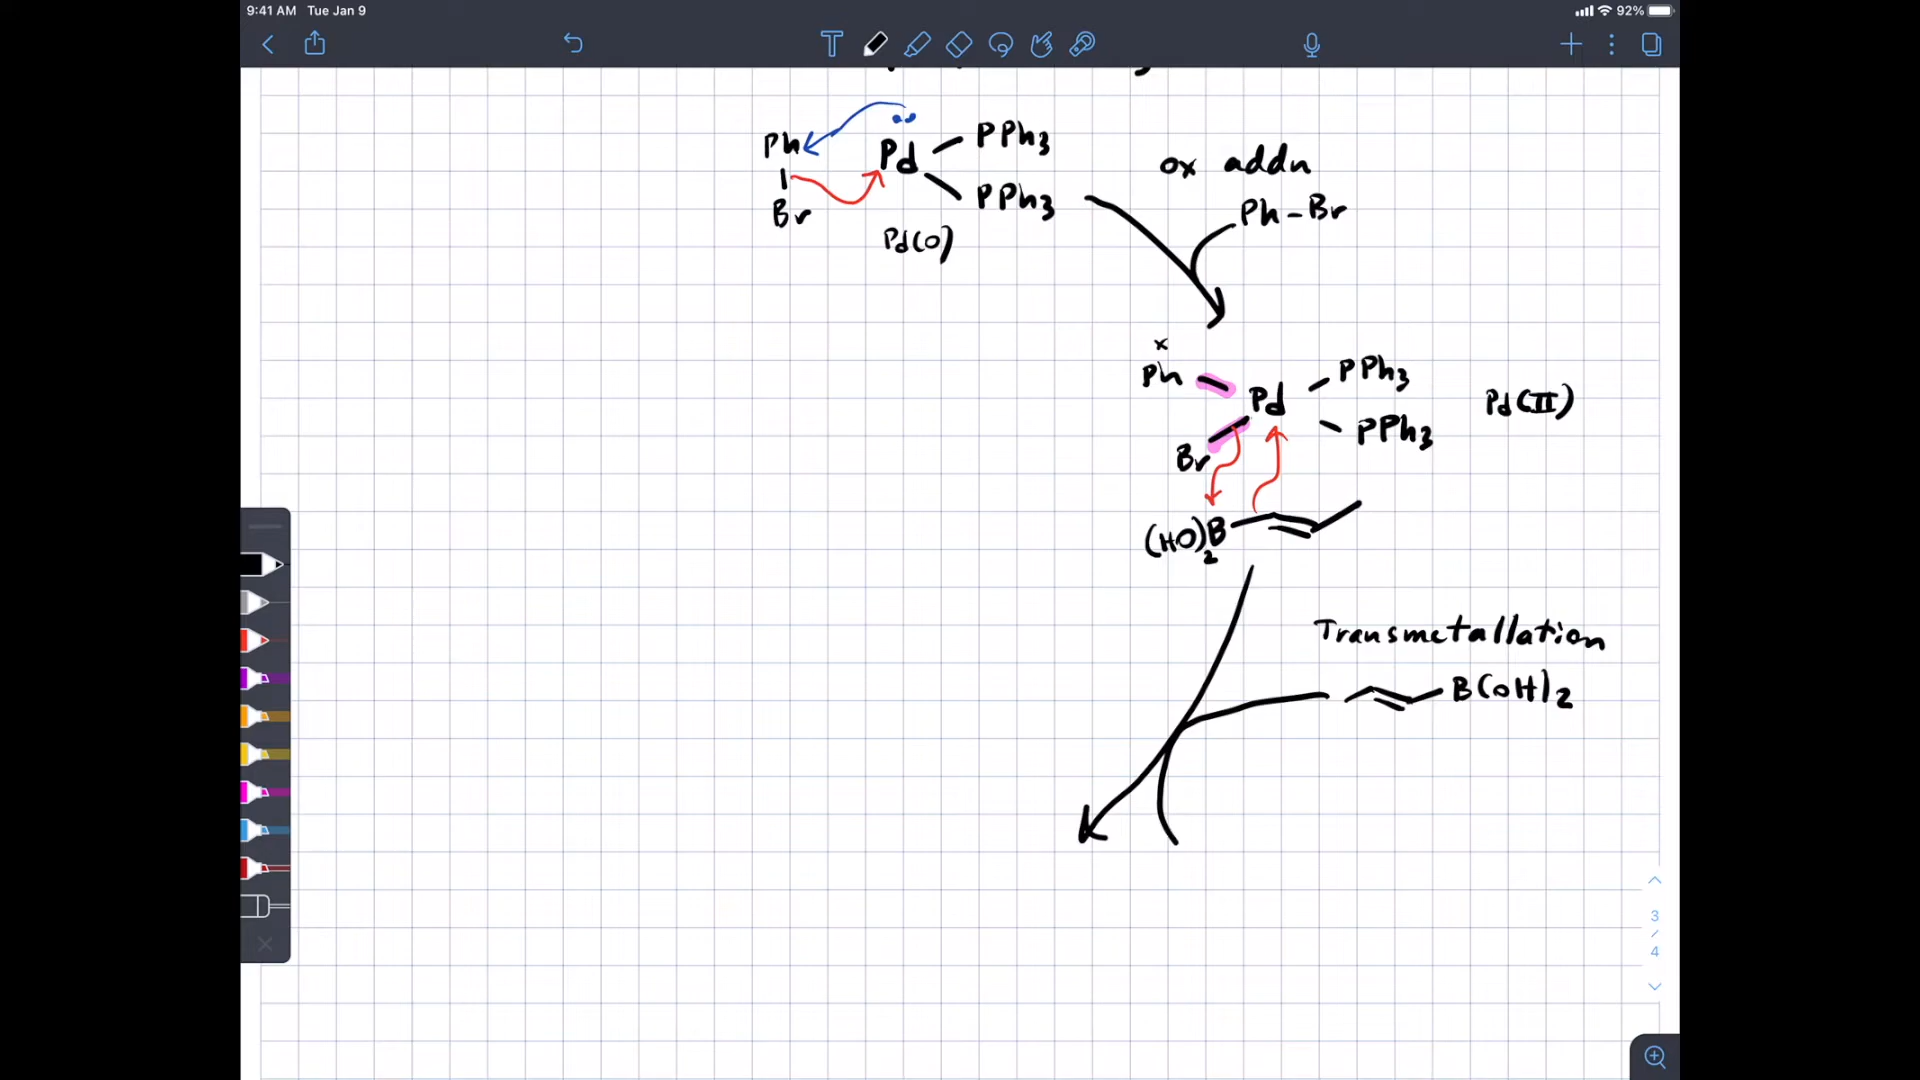 9:41 AM Tue Jan 9
92%
Ph
Pd
PPh3
Br
PPh3
Pd(0)
ox addn
Ph-Br
x
Ph
Pd
PPh3
Pd(II)
Br
PPh3
(HO)2B
Transmetallation
B(OH)2
3
/
4